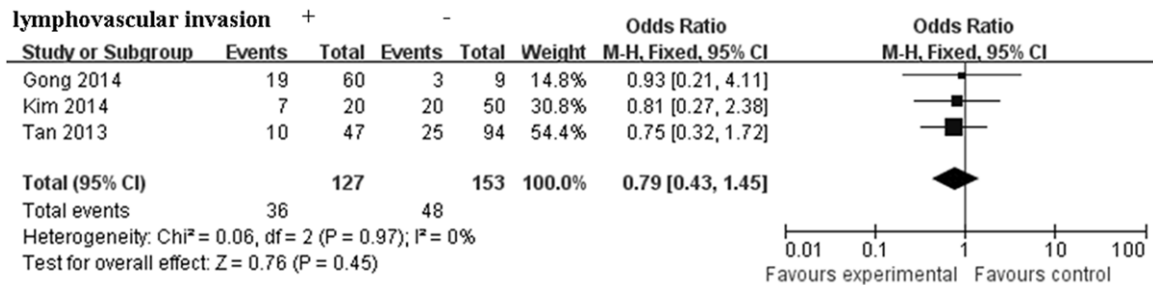 lymphovascular invasion + -
Odds Ratio Odds Ratio
Study or Subgroup Events Total Events Total Weight M-H, Fixed, 95% CI M-H, Fixed, 95% CI
Gong 2014 19 60 3 9 14.8% 0.93 [0.21, 4.11]
Kim 2014 7 20 20 50 30.8% 0.81 [0.27, 2.38]
Tan 2013 10 47 25 94 54.4% 0.75 [0.32, 1.72]
Total (95% CI) 127 153 100.0% 0.79 [0.43, 1.45]
Total events 36 48
Heterogeneity: Chi² = 0.06, df = 2 (P = 0.97); I² = 0%
Test for overall effect: Z = 0.76 (P = 0.45)
0.01 0.1 1 10 100
Favours experimental Favours control